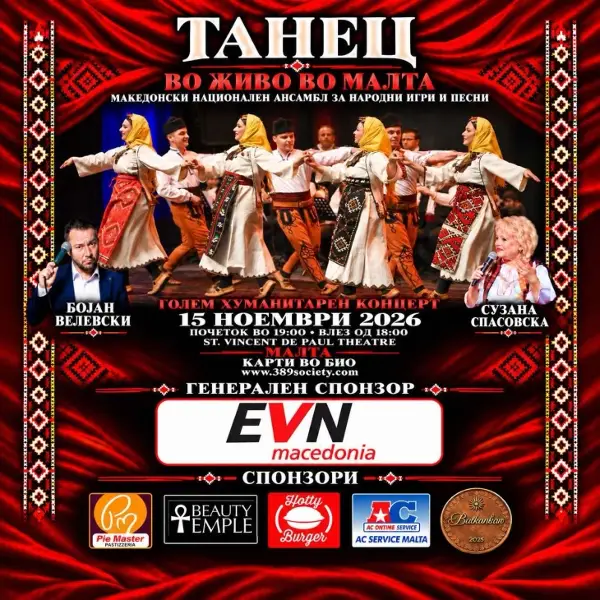 ТАНЕЦ
ВО ЖИВО ВО МАЛТА
МАКЕДОНСКИ НАЦИОНАЛЕН АНСАМБЛ ЗА НАРОДНИ ИГРИ И ПЕСНИ
БОЈАН
ВЕЛЕВСКИ
СУЗАНА
СПАСОВСКА
ГОЛЕМ ХУМАНИТАРЕН КОНЦЕРТ
15 НОЕМВРИ 2026
ПОЧЕТОК ВО 19:00 • ВЛЕЗ ОД 18:00
ST. VINCENT DE PAUL THEATRE
МАЛТА
КАРТИ ВО БИО
www.389society.com
ГЕНЕРАЛЕН СПОНЗОР
EVN
macedonia
СПОНЗОРИ
Pie Master
PASTIZZERIA
BEAUTY
EMPLE
Hotty
Burger
AC
AC ONTIME SERVICE
AC SERVICE MALTA
Balkankan
2025